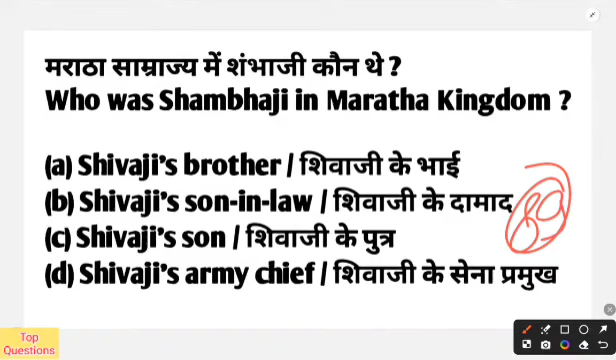 मराठा साम्राज्य में शंभाजी कौन थे ?
Who was Shambhaji in Maratha Kingdom ?
(a) Shivaji's brother / शिवाजी के भाई
(b) Shivaji's son-in-law / शिवाजी के दामाद
(c) Shivaji's son / शिवाजी के पुत्र
(d) Shivaji's army chief / शिवाजी के सेना प्रमुख
89
Top
Questions